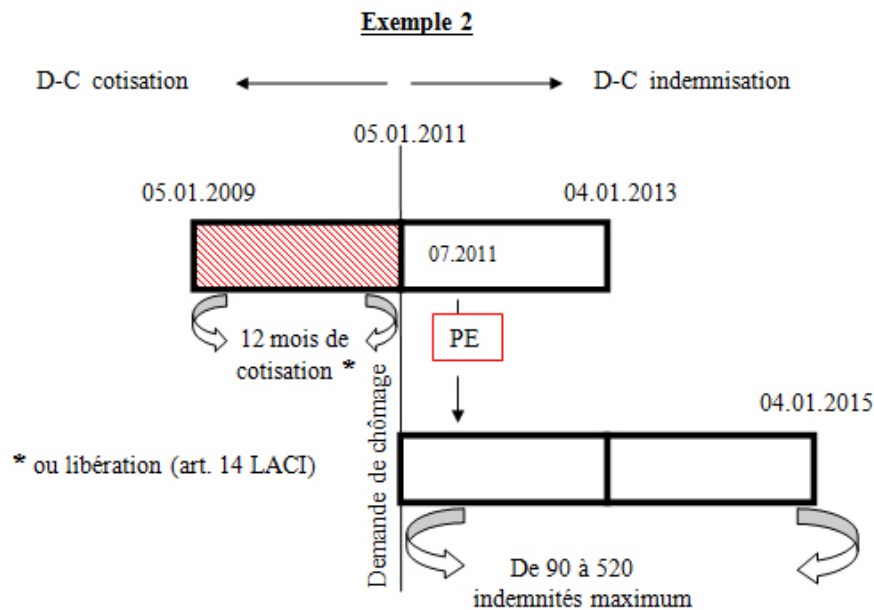 Exemple 2
D-C cotisation
D-C indemnisation
05.01.2011
05.01.2009
04.01.2013
07.2011
12 mois de
cotisation *
PE
Demande de chômage
04.01.2015
* ou libération (art. 14 LACI)
De 90 à 520
indemnités maximum